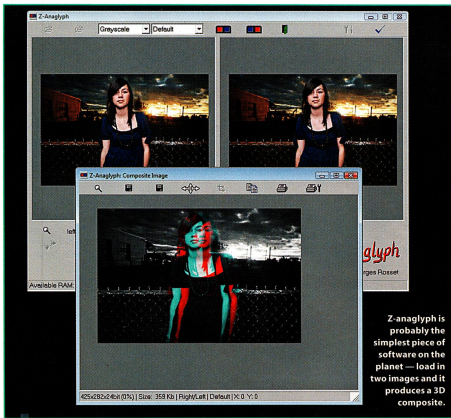 Z-Anaglyph
Greyscale Default
left
Available RAM:
aglyph
rges Rosset
Z-Anaglyph: Composite Image
425x282x24bit (0%) | Size: 359 Kb | Right/Left | Default | X: 0 Y: 0
Z-anaglyph is
probably the
simplest piece of
software on the
planet — load in
two images and it
produces a 3D
composite.